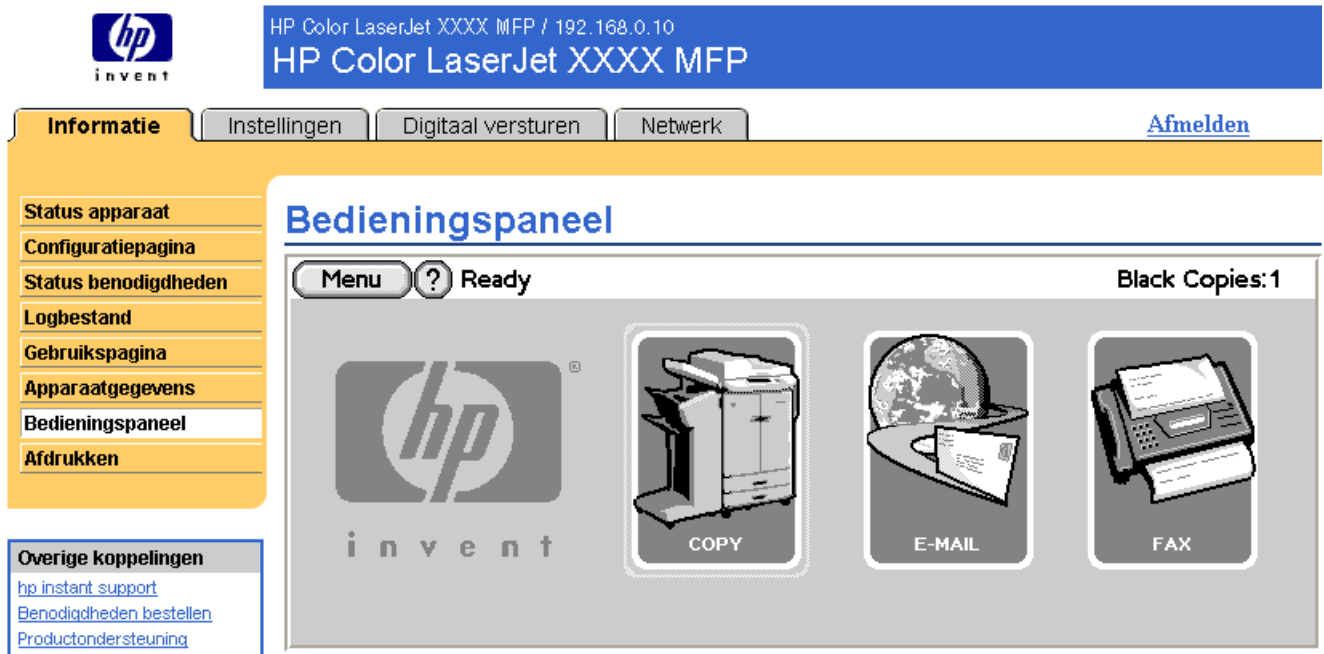 hp
invent
HP Color LaserJet XXXX MFP / 192.168.0.10
HP Color LaserJet XXXX MFP
Informatie
Instellingen
Digitaal versturen
Netwerk
Afmelden
Status apparaat
Configuratiepagina
Status benodigdheden
Logbestand
Gebruikspagina
Apparaatgegevens
Bedieningspaneel
Afdrukken
Overige koppelingen
hp instant support
Benodigdheden bestellen
Productondersteuning
Bedieningspaneel
Menu ? Ready
Black Copies:1
hp ®
invent
COPY
E-MAIL
FAX